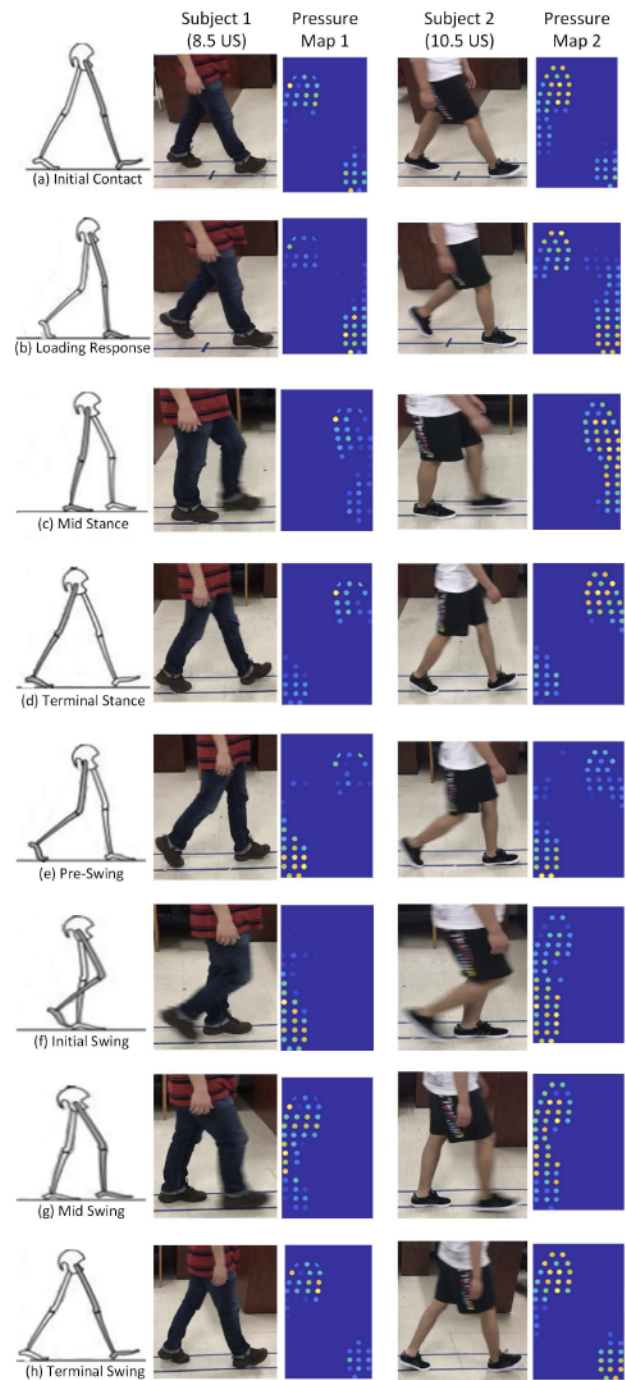 Subject 1
(8.5 US)
Pressure
Map 1
Subject 2
(10.5 US)
Pressure
Map 2
(a) Initial Contact
(b) Loading Response
(c) Mid Stance
(d) Terminal Stance
(e) Pre-Swing
(f) Initial Swing
(g) Mid Swing
(h) Terminal Swing